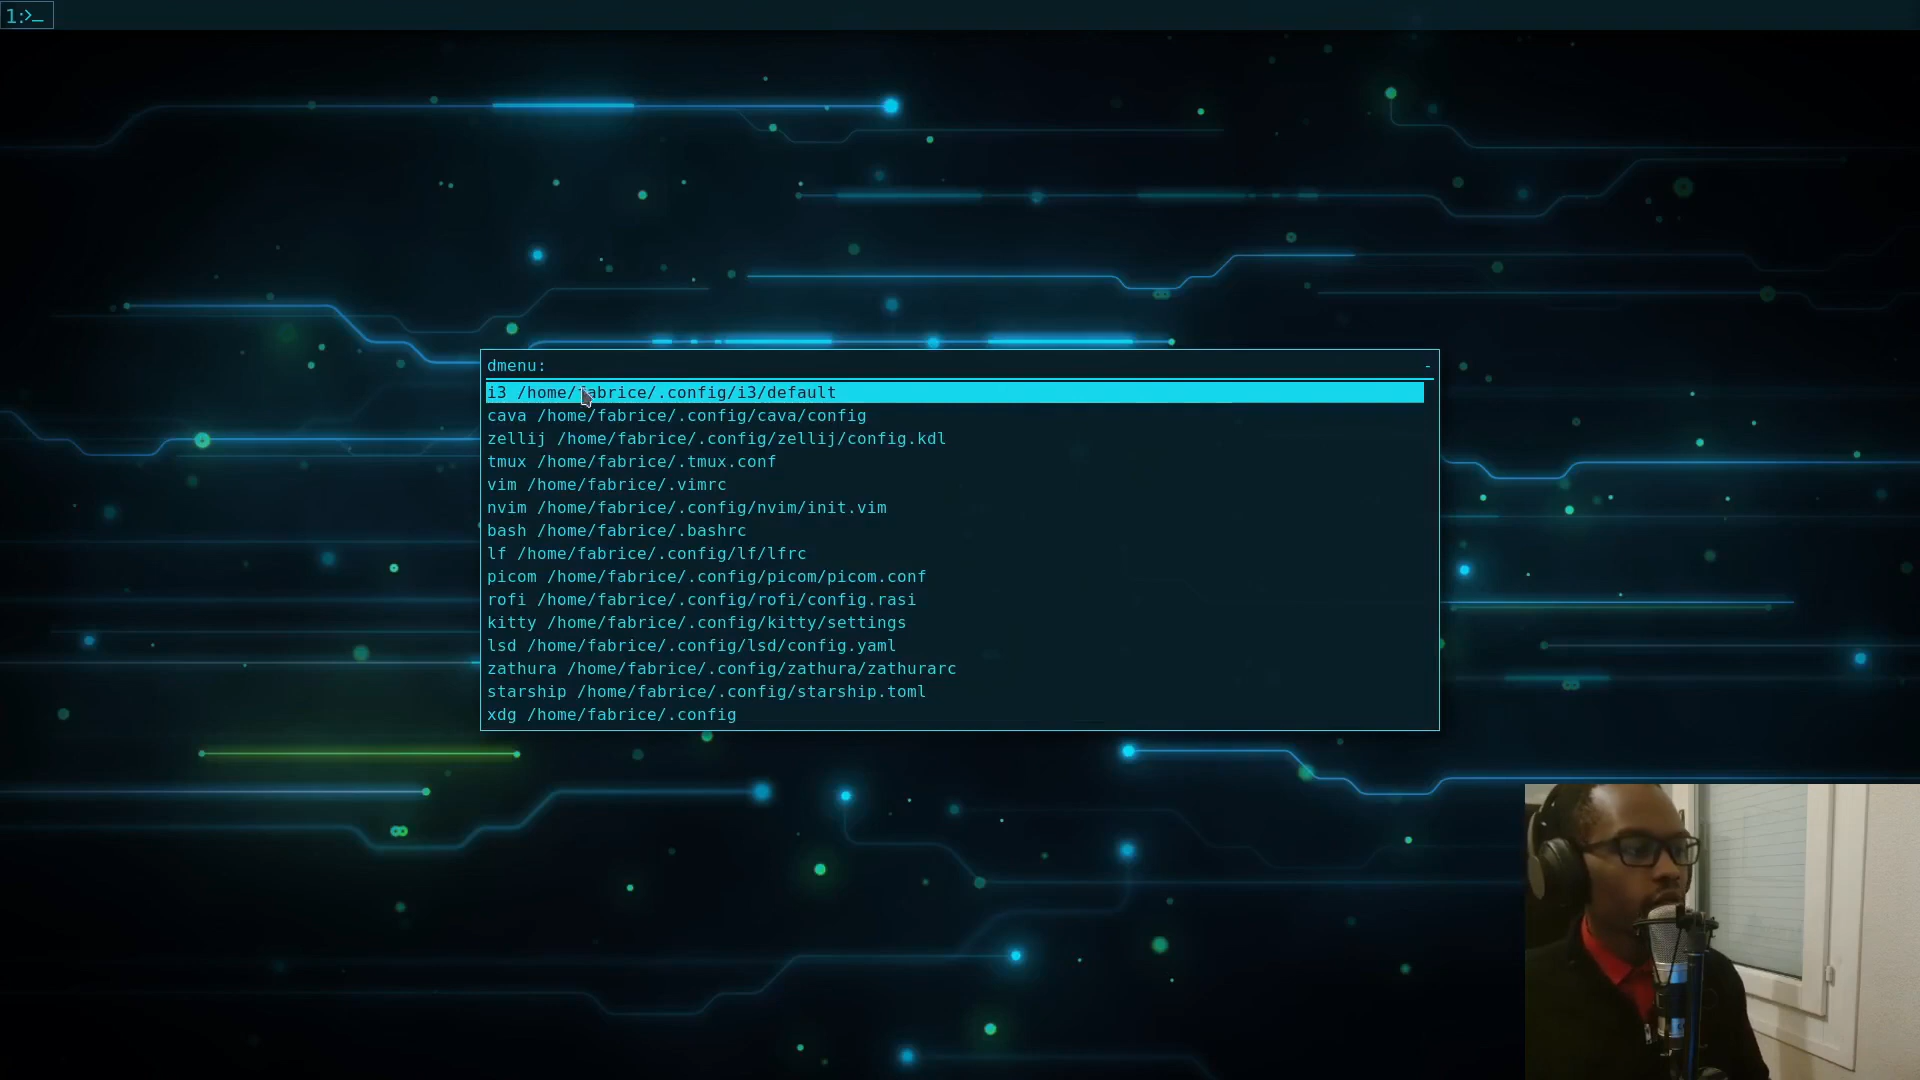 1:>_
dmenu:
i3 /home/fabrice/.config/i3/default
cava /home/fabrice/.config/cava/config
zellij /home/fabrice/.config/zellij/config.kdl
tmux /home/fabrice/.tmux.conf
vim /home/fabrice/.vimrc
nvim /home/fabrice/.config/nvim/init.vim
bash /home/fabrice/.bashrc
lf /home/fabrice/.config/lf/lfrc
picom /home/fabrice/.config/picom/picom.conf
rofi /home/fabrice/.config/rofi/config.rasi
kitty /home/fabrice/.config/kitty/settings
lsd /home/fabrice/.config/lsd/config.yaml
zathura /home/fabrice/.config/zathura/zathurarc
starship /home/fabrice/.config/starship.toml
xdg /home/fabrice/.config